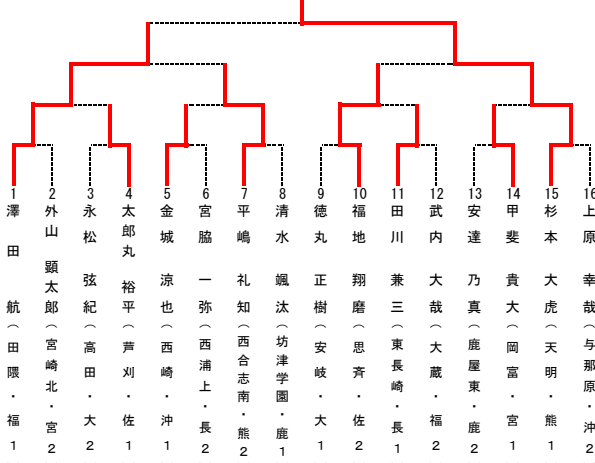 1 澤田 航（田隈・福1
2 外山 顕太郎（宮崎北・宮2
3 永松 弦紀（高田・大2
4 太郎丸 裕平（芦刈・佐1
5 金城 涼也（西崎・沖1
6 宮脇 一弥（西浦上・長2
7 平嶋 礼知（西合志南・熊2
8 清水 颯汰（坊津学園・鹿1
9 徳丸 正樹（安岐・大1
10 福地 翔磨（思斉・佐2
11 田川 兼三（東長崎・長1
12 武内 大哉（大蔵・福2
13 安達 乃真（鹿屋東・鹿2
14 甲斐 貴大（岡富・宮1
15 杉本 大虎（天明・熊1
16 上原 幸哉（与那原・沖2